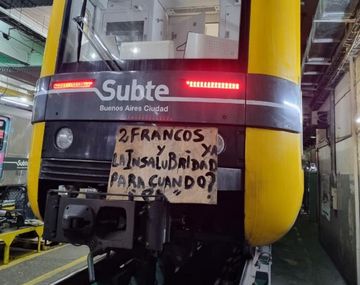 Subte
Buenos Aires Ciudad
2 FRANCOS YA
Y
LA INSALUBRIDAD
PARA CUANDO?